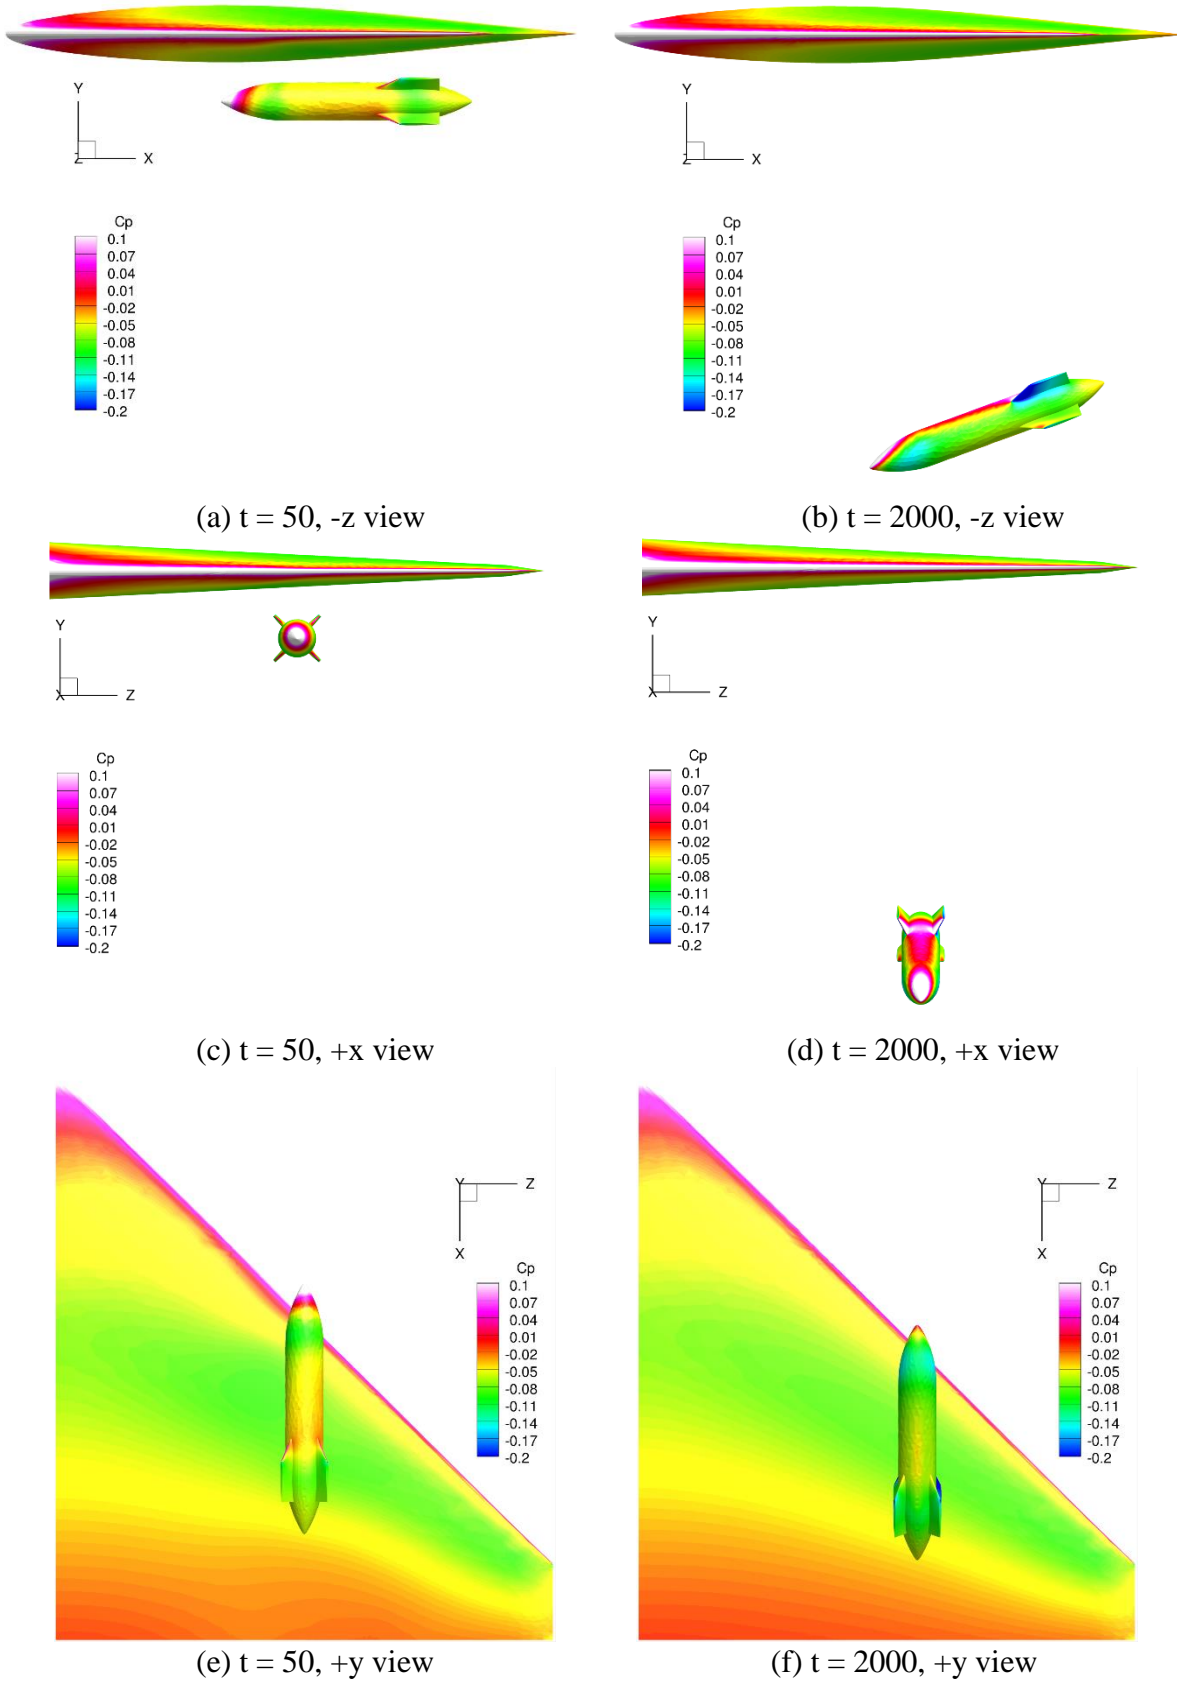 Y
Z
X
Cp
0.1
0.07
0.04
0.01
-0.02
-0.05
-0.08
-0.11
-0.14
-0.17
-0.2
(a) t = 50, -z view
Y
Z
X
Cp
0.1
0.07
0.04
0.01
-0.02
-0.05
-0.08
-0.11
-0.14
-0.17
-0.2
(b) t = 2000, -z view
Y
X
Z
Cp
0.1
0.07
0.04
0.01
-0.02
-0.05
-0.08
-0.11
-0.14
-0.17
-0.2
(c) t = 50, +x view
Y
X
Z
Cp
0.1
0.07
0.04
0.01
-0.02
-0.05
-0.08
-0.11
-0.14
-0.17
-0.2
(d) t = 2000, +x view
Y
Z
X
Cp
0.1
0.07
0.04
0.01
-0.02
-0.05
-0.08
-0.11
-0.14
-0.17
-0.2
(e) t = 50, +y view
Y
Z
X
Cp
0.1
0.07
0.04
0.01
-0.02
-0.05
-0.08
-0.11
-0.14
-0.17
-0.2
(f) t = 2000, +y view